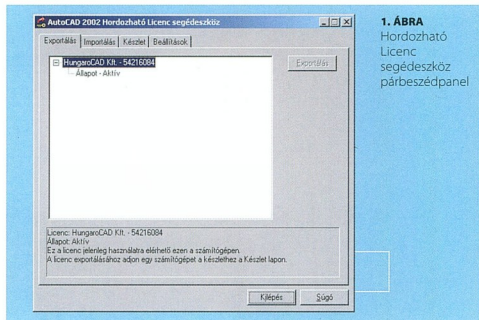 AutoCAD 2002 Hordozható Licenc segédeszköz
Exportálás Importálás Készlet Beállítások
HungaroCAD Kft. - 54216084
Állapot - Aktív
Exportálás
Licenc: HungaroCAD Kft. - 54216084
Állapot: Aktív
Ez a licenc jelenleg használatra elérhető ezen a számítógépen.
A licenc exportálásához adjon egy számítógépet a készlethez a Készlet lapon.
Kilépés Súgó
1. ÁBRA
Hordozható
Licenc
segédeszköz
párbeszédpanel